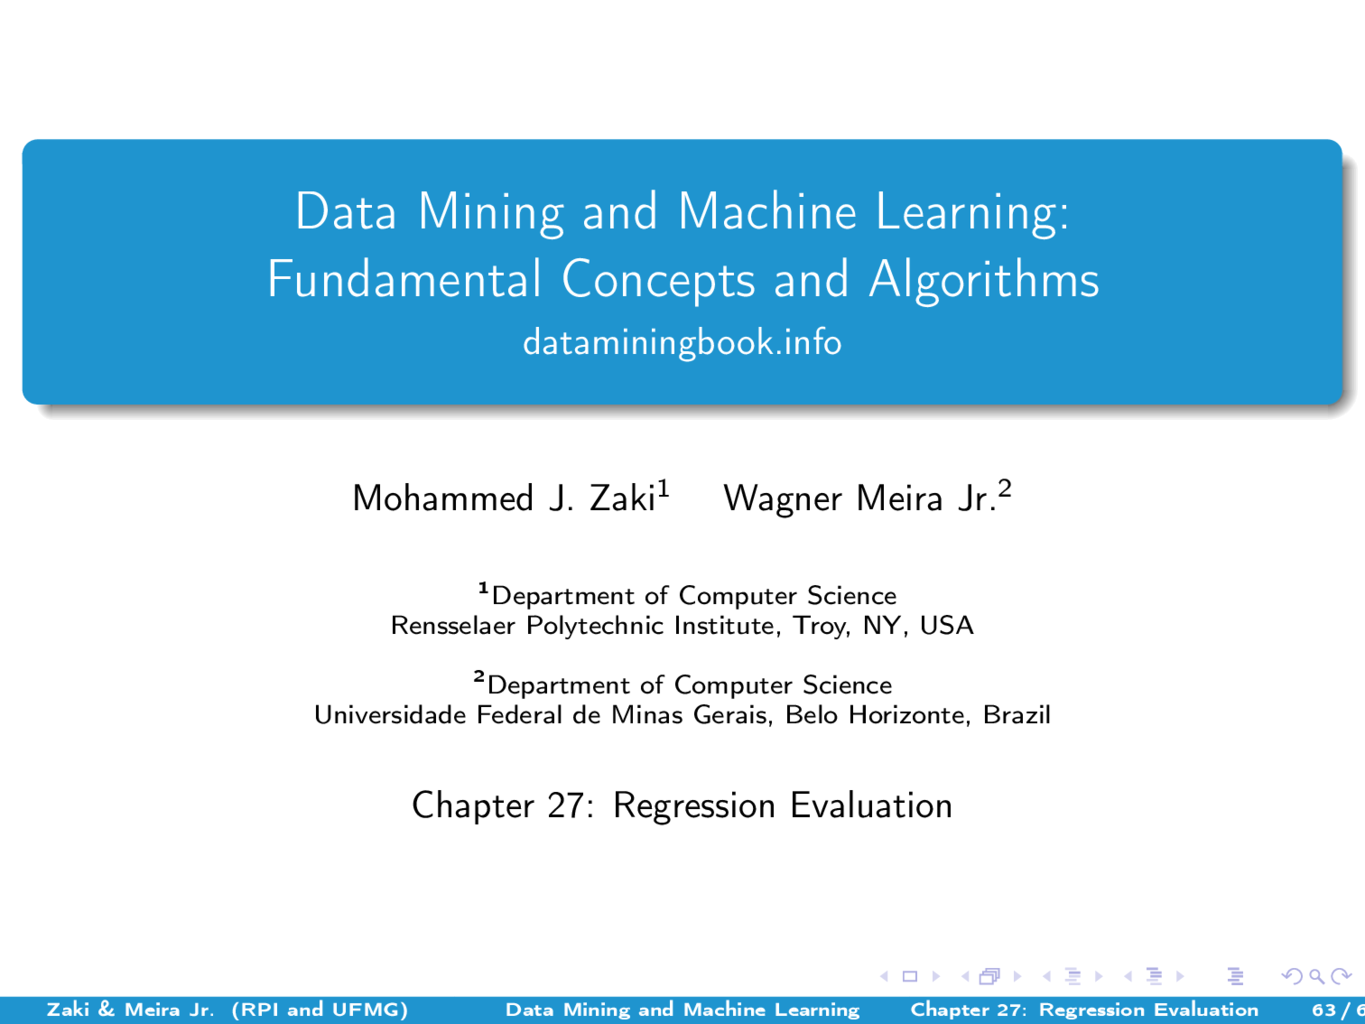 Data Mining and Machine Learning:
Fundamental Concepts and Algorithms
dataminingbook.info
Mohammed J. Zaki¹ Wagner Meira Jr.²
¹Department of Computer Science
Rensselaer Polytechnic Institute, Troy, NY, USA
²Department of Computer Science
Universidade Federal de Minas Gerais, Belo Horizonte, Brazil
Chapter 27: Regression Evaluation
Zaki & Meira Jr. (RPI and UFMG) Data Mining and Machine Learning Chapter 27: Regression Evaluation 63 /